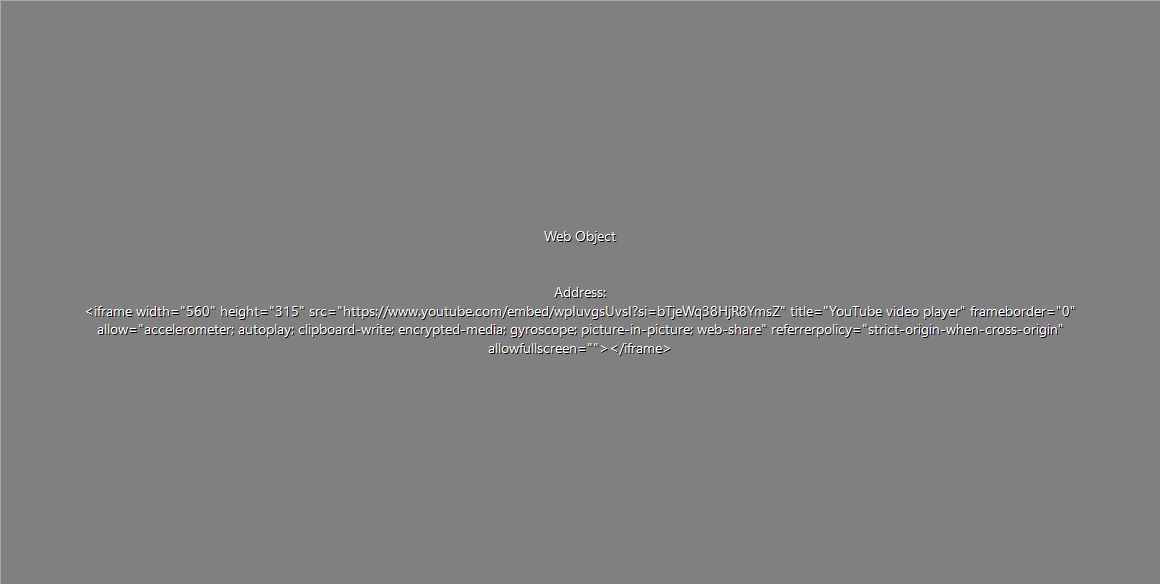 Web Object
Address:
<iframe width="560" height="315" src="https://www.youtube.com/embed/wpIuvgsUvsI?si=bTjeWq38HjR8YmsZ" title="YouTube video player" frameborder="0"
allow="accelerometer; autoplay; clipboard-write; encrypted-media; gyroscope; picture-in-picture; web-share" referrerpolicy="strict-origin-when-cross-origin"
allowfullscreen=""></iframe>